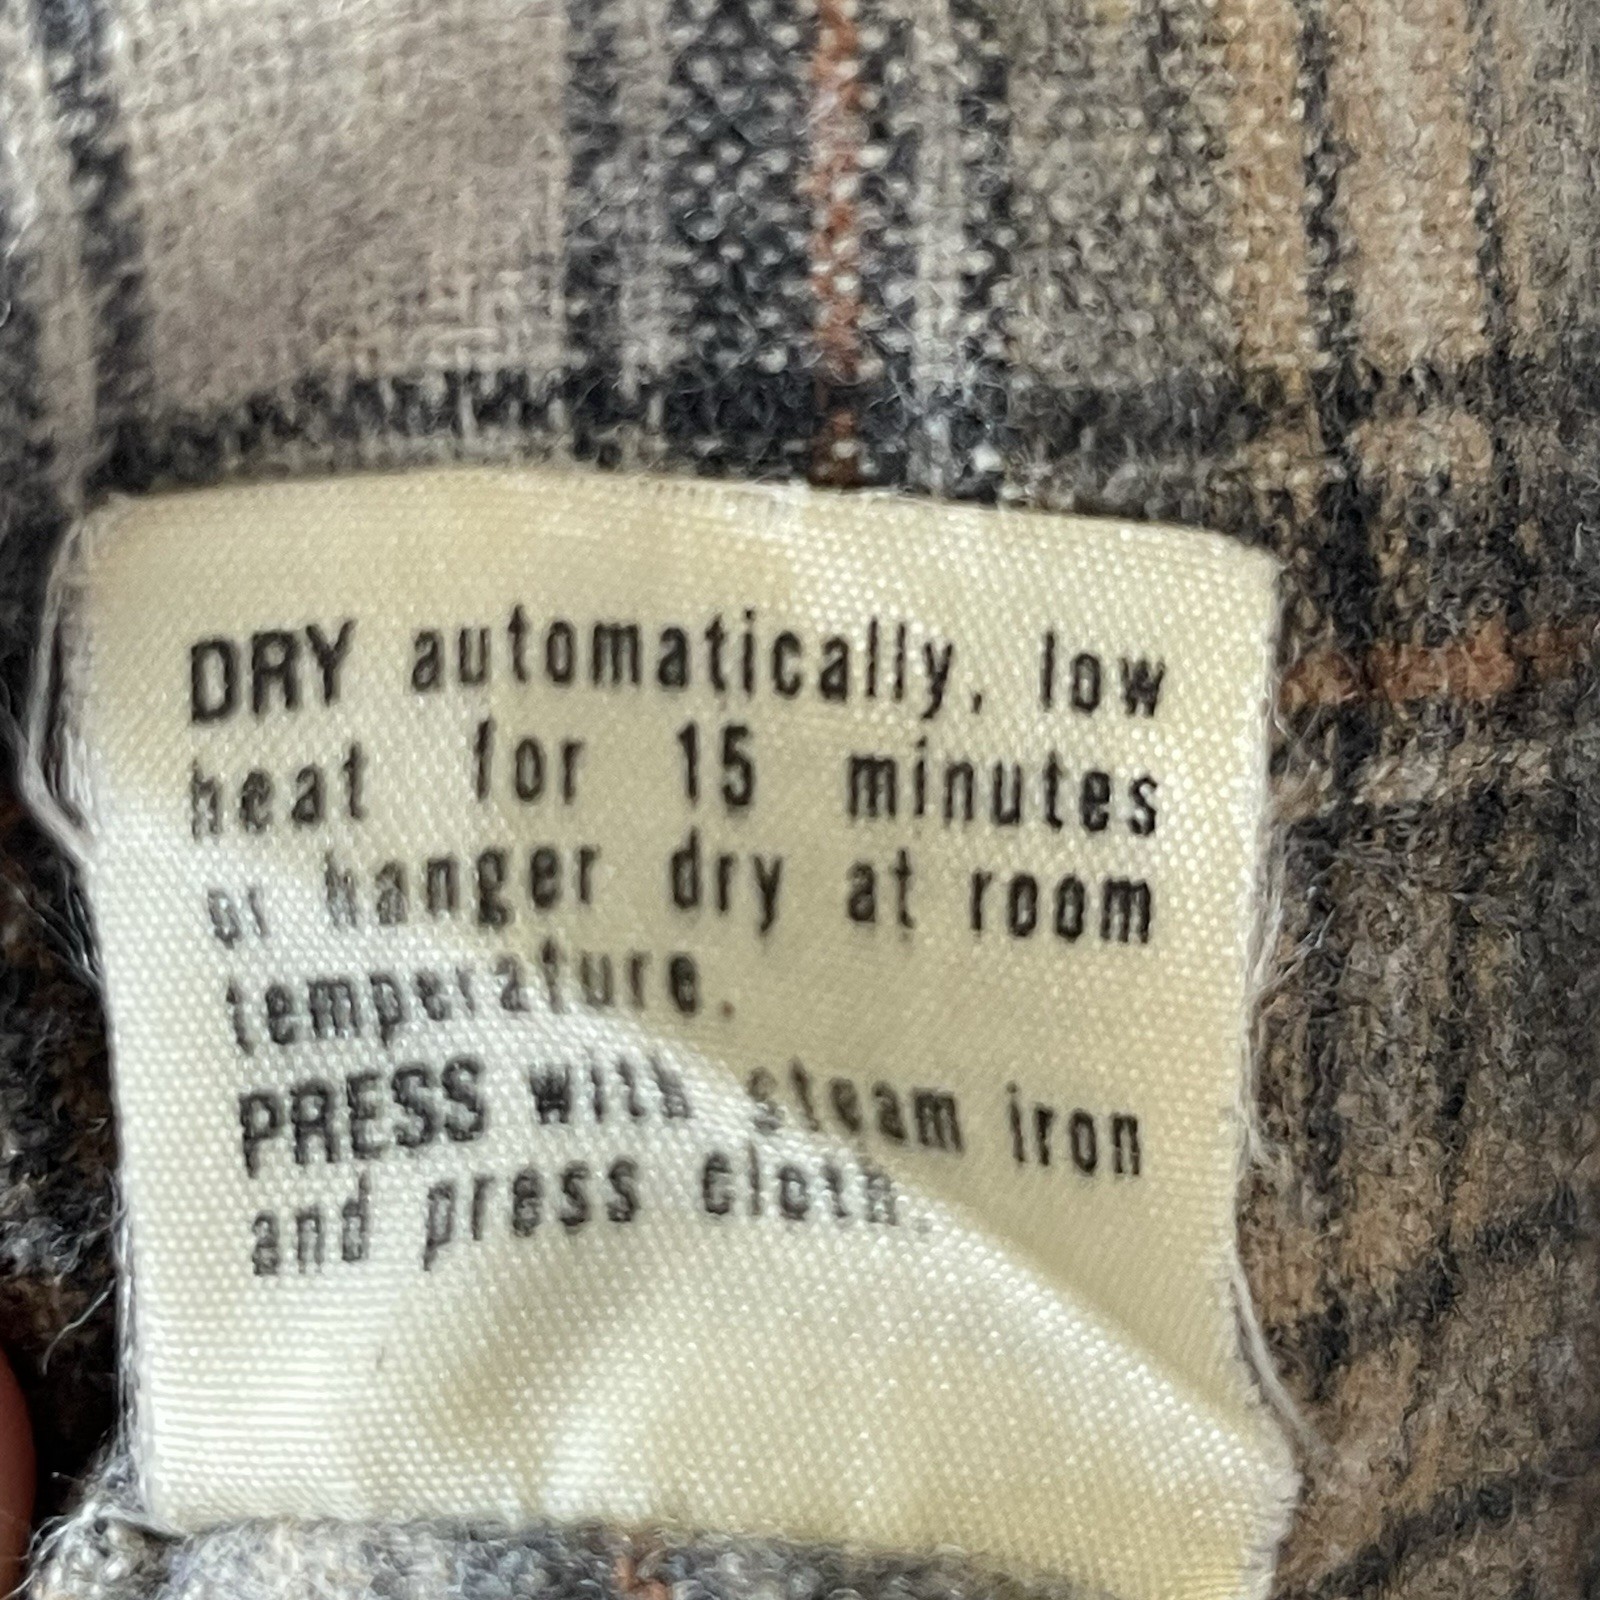 DRY automatically, low
heat for 15 minutes
or hanger dry at room
temperature.
PRESS with steam iron
and press cloth.